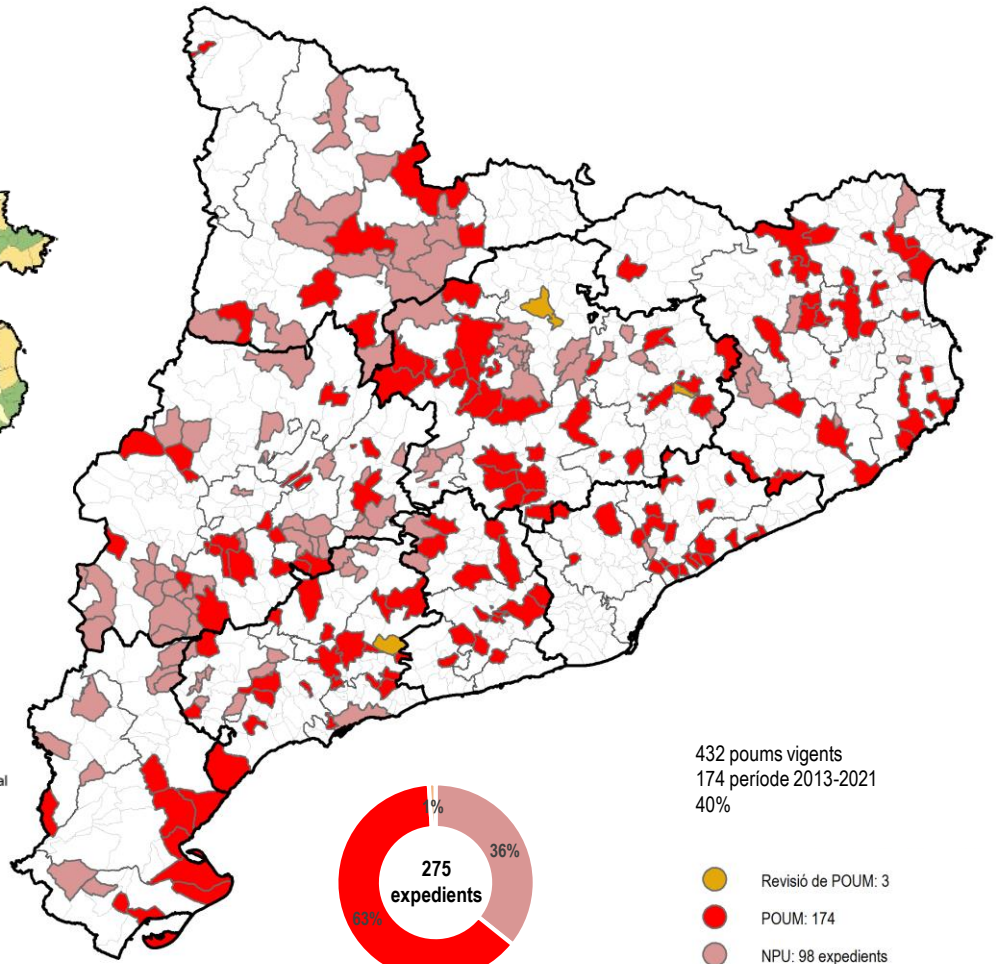 al
432 poums vigents
174 període 2013-2021
40%
1%
36%
275
expedients
63%
Revisió de POUM: 3
POUM: 174
NPU: 98 expedients